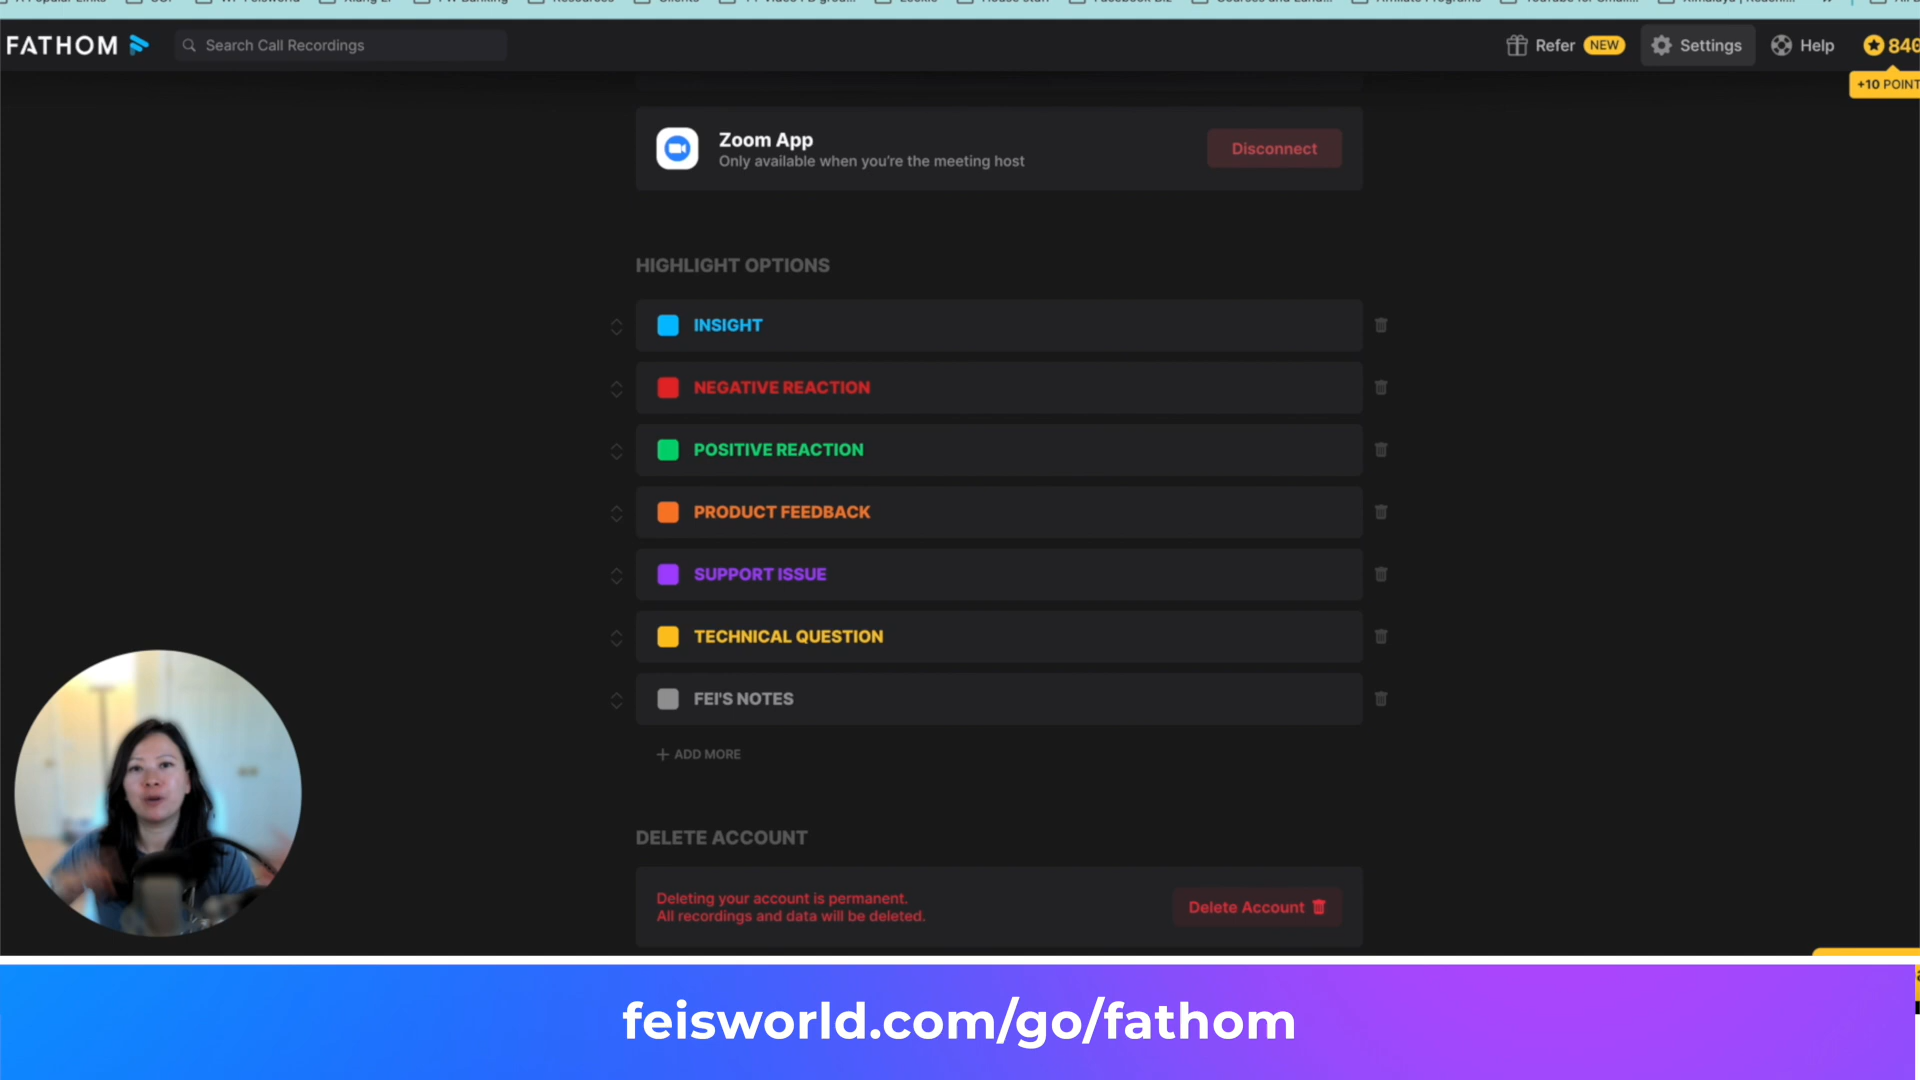 FATHOM
Search Call Recordings
Refer NEW
Settings
Help
840
+10 POINT
Zoom App
Only available when you're the meeting host
Disconnect
HIGHLIGHT OPTIONS
INSIGHT
NEGATIVE REACTION
POSITIVE REACTION
PRODUCT FEEDBACK
SUPPORT ISSUE
TECHNICAL QUESTION
FEI'S NOTES
+ ADD MORE
DELETE ACCOUNT
Deleting your account is permanent.
All recordings and data will be deleted.
Delete Account
feisworld.com/go/fathom